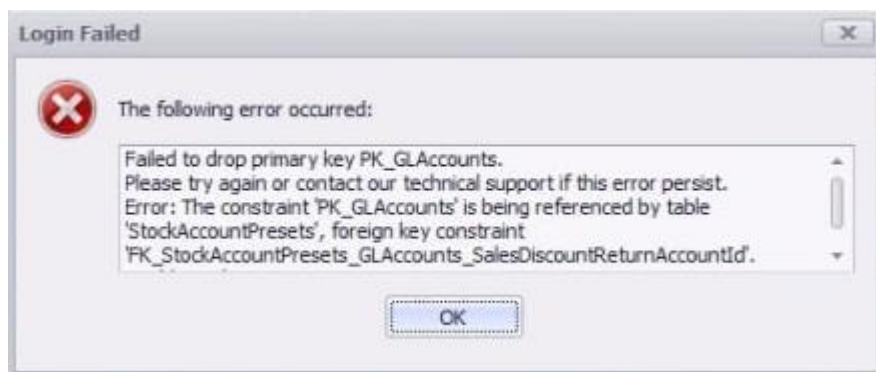 Login Failed
The following error occurred:
Failed to drop primary key PK_GLAccounts.
Please try again or contact our technical support if this error persist.
Error: The constraint 'PK_GLAccounts' is being referenced by table
'StockAccountPresets', foreign key constraint
'FK_StockAccountPresets_GLAccounts_SalesDiscountReturnAccountId'.
OK